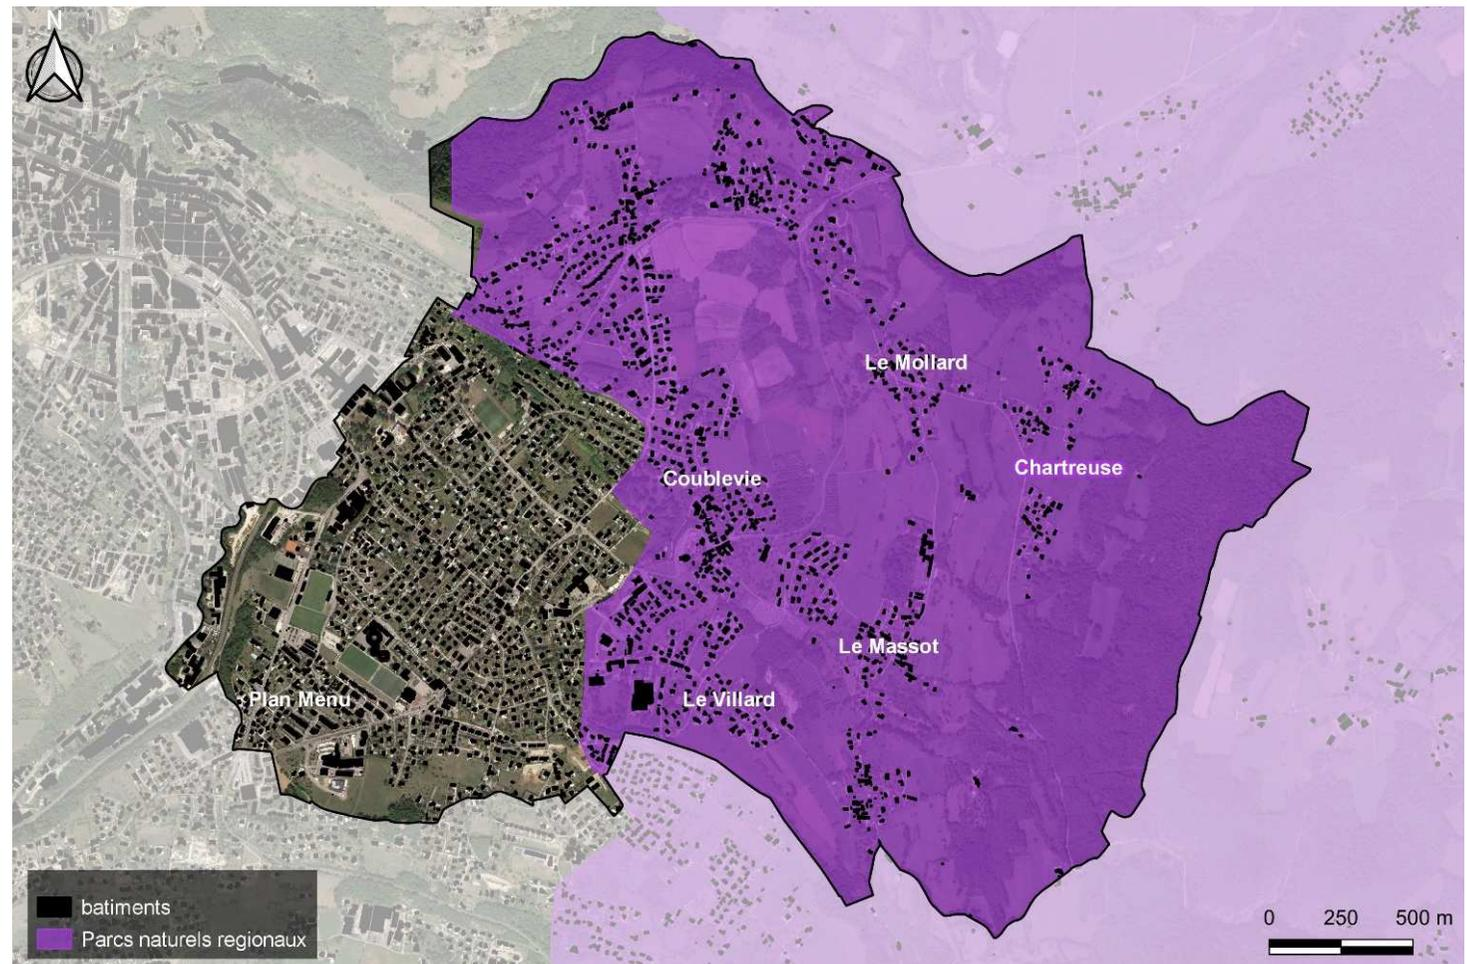 N
Le Mollard
Chartreuse
Coublevie
Le Massot
Plan Menu
Le Villard
batiments
Parcs naturels regionaux
0 250 500 m